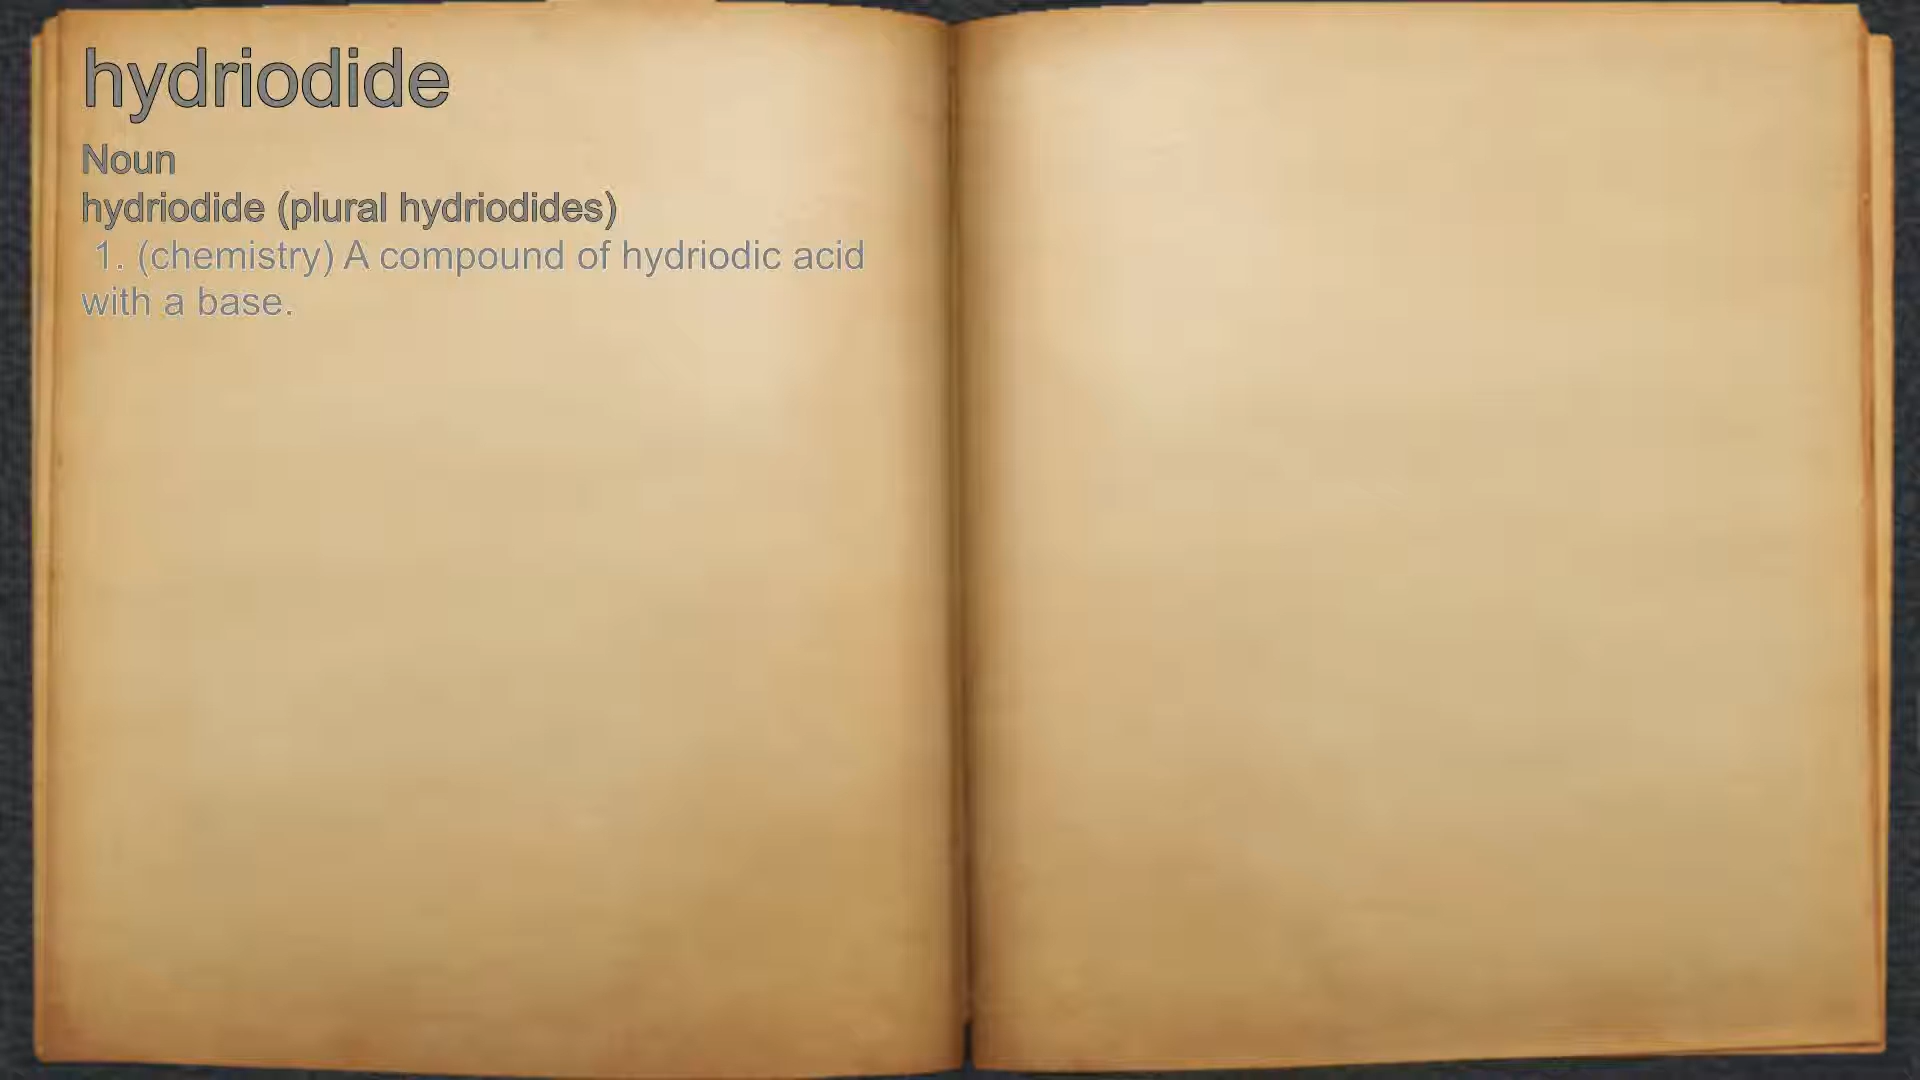 hydriodide
Noun
hydriodide (plural hydriodides)
1. (chemistry) A compound of hydriodic acid
with a base.